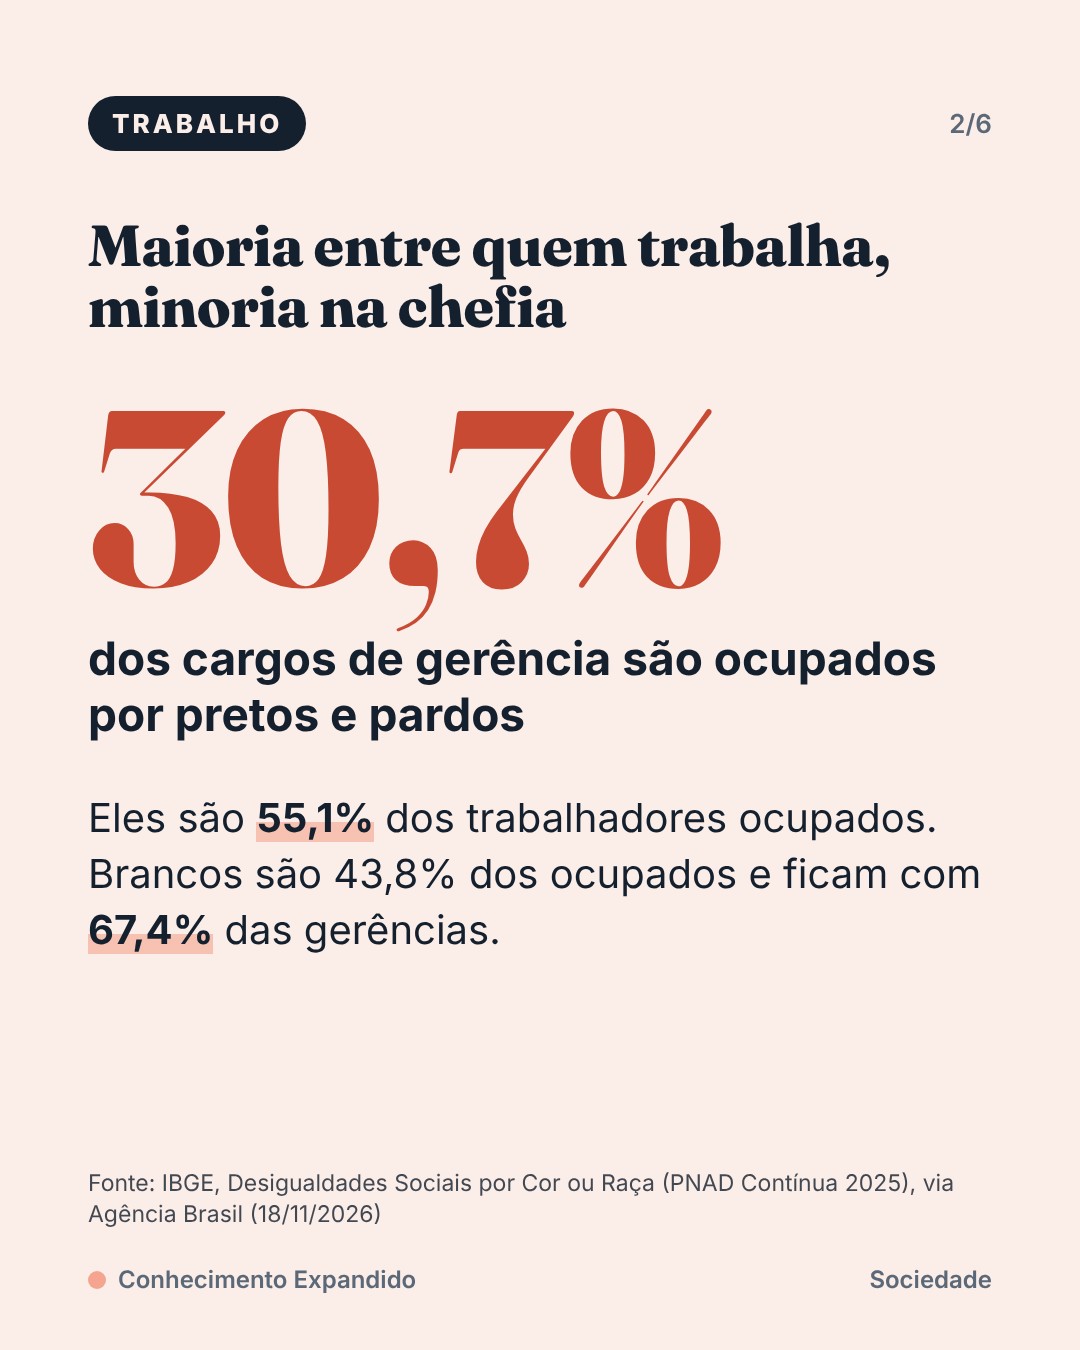 TRABALHO
2/6
Maioria entre quem trabalha,
minoria na chefia
30,7%
dos cargos de gerência são ocupados
por pretos e pardos
Eles são 55,1% dos trabalhadores ocupados.
Brancos são 43,8% dos ocupados e ficam com
67,4% das gerências.
Fonte: IBGE, Desigualdades Sociais por Cor ou Raça (PNAD Contínua 2025), via
Agência Brasil (18/11/2026)
Conhecimento Expandido
Sociedade